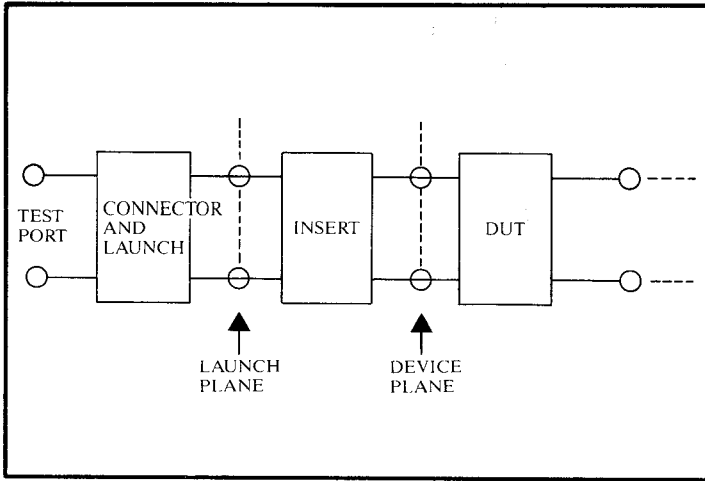 TEST
PORT
CONNECTOR
AND
LAUNCH
INSERT
DUT
LAUNCH
PLANE
DEVICE
PLANE